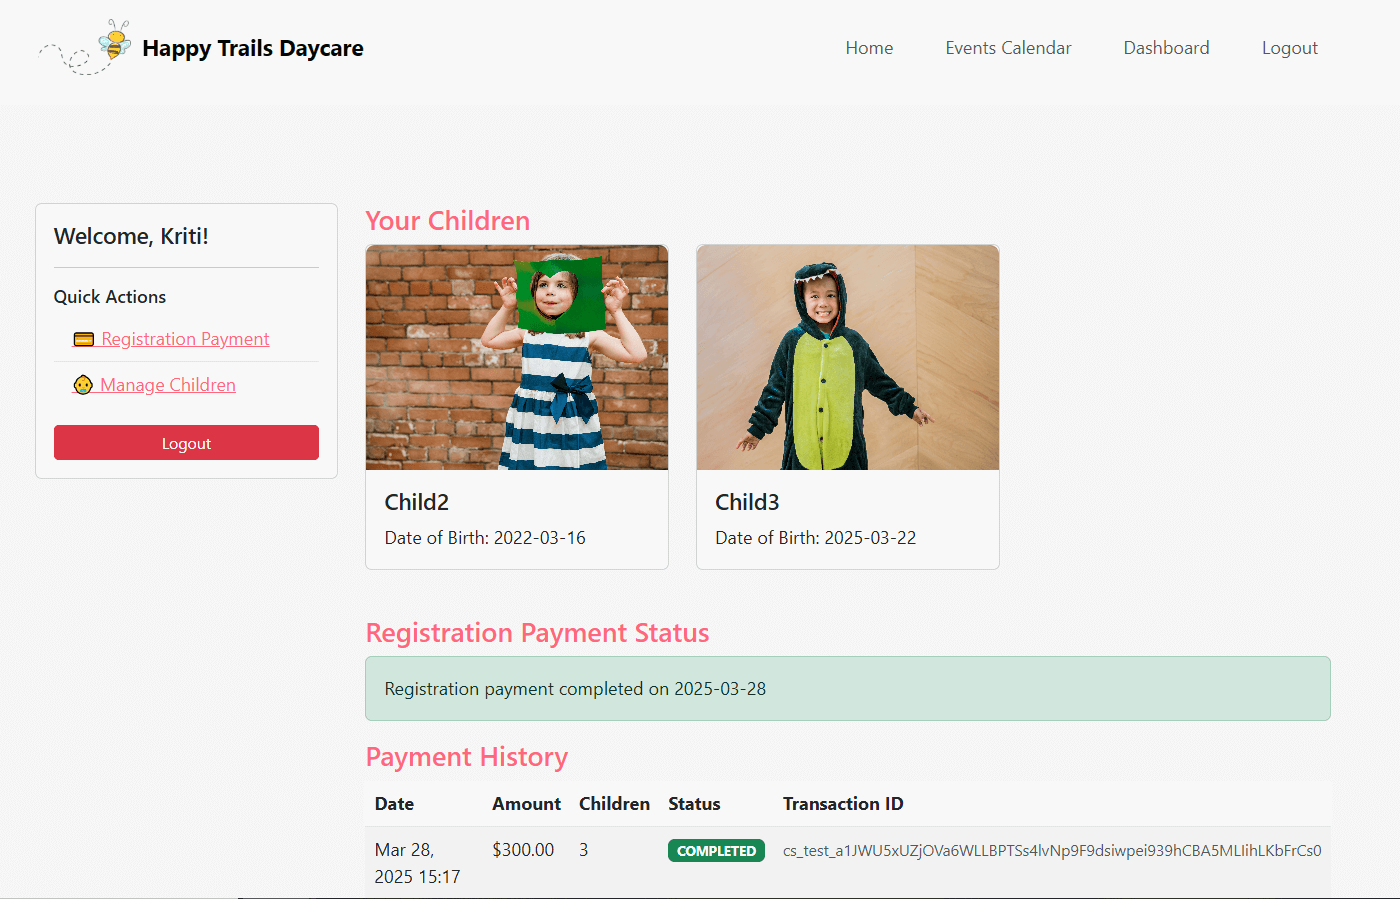 Happy Trails Daycare
Home Events Calendar Dashboard Logout
Welcome, Kriti!
Quick Actions
Registration Payment
Manage Children
Logout
Your Children
Child2
Date of Birth: 2022-03-16
Child3
Date of Birth: 2025-03-22
Registration Payment Status
Registration payment completed on 2025-03-28
Payment History
Date Amount Children Status Transaction ID
Mar 28, $300.00 3 COMPLETED cs_test_a1JWU5xUZjOVa6WLLBPTSs4lvNp9F9dsiwpei939hCBA5MLIihLKbFrCs0
2025 15:17